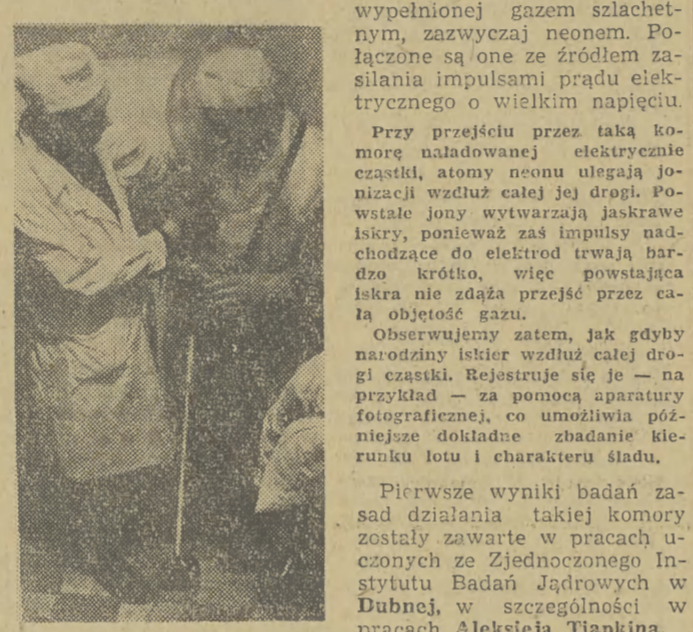 wypełnionej gazem szlachet-
nym, zazwyczaj neonem. Po-
łączone są one ze źródłem za-
silania impulsami prądu elek-
trycznego o wielkim napięciu.
Przy przejściu przez taką ko-
morę naładowanej elektrycznie
cząstki, atomy neonu ulegają jo-
nizacji wzdłuż całej jej drogi. Po-
wstałe jony wytwarzają jaskrawe
iskry, ponieważ zaś impulsy nad-
chodzące do elektrod trwają bar-
dzo krótko, więc powstająca
iskra nie zdąża przejść przez ca-
łą objętość gazu.
Obserwujemy zatem, jak gdyby
narodziny iskier wzdłuż całej dro-
gi cząstki. Rejestruje się je — na
przykład — za pomocą aparatury
fotograficznej, co umożliwia póź-
niejsze dokładne zbadanie kie-
runku lotu i charakteru śladu.
Pierwsze wyniki badań za-
sad działania takiej komory
zostały zawarte w pracach u-
czonych ze Zjednoczonego In-
stytutu Badań Jądrowych w
Dubnej, w szczególności w
pracach Aleksieja Tiapkina.